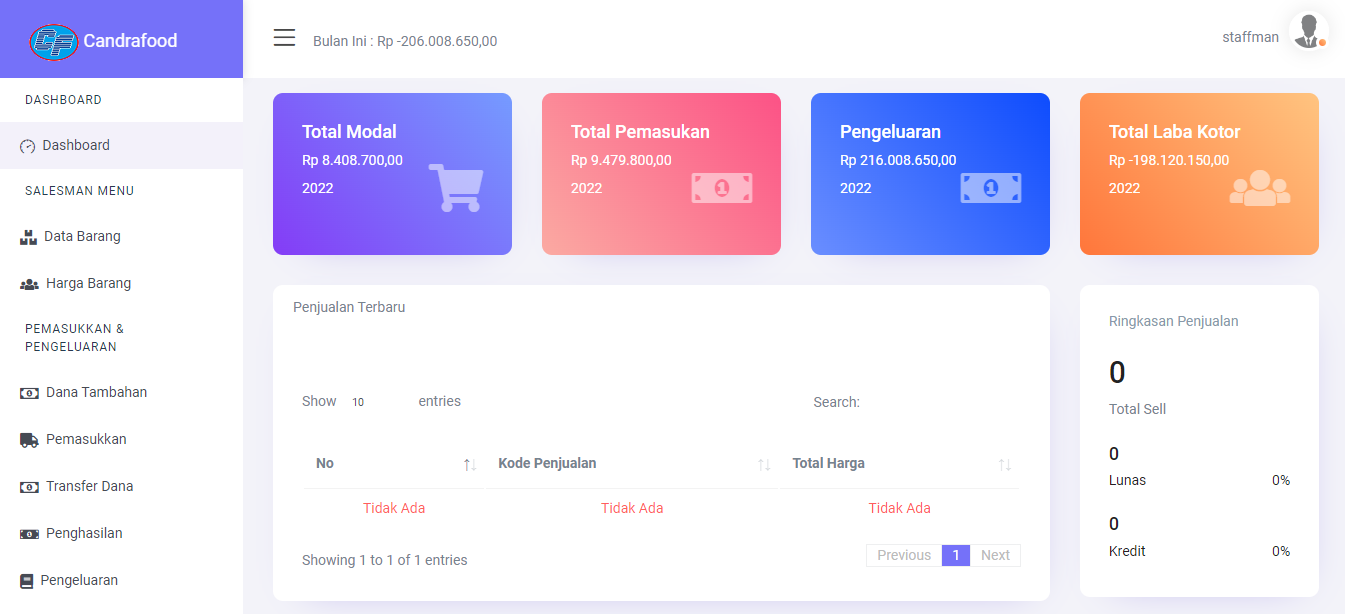 CF Candrafood
Bulan Ini : Rp -206.008.650,00
staffman
DASHBOARD
Dashboard
SALESMAN MENU
Data Barang
Harga Barang
PEMASUKKAN &
PENGELUARAN
Dana Tambahan
Pemasukkan
Transfer Dana
Penghasilan
Pengeluaran
Total Modal
Rp 8.408.700,00
2022
Total Pemasukan
Rp 9.479.800,00
2022
1
Pengeluaran
Rp 216.008.650,00
2022
1
Total Laba Kotor
Rp -198.120.150,00
2022
Penjualan Terbaru
Show 10 entries
Search:
No Kode Penjualan Total Harga
Tidak Ada Tidak Ada Tidak Ada
Showing 1 to 1 of 1 entries
Previous 1 Next
Ringkasan Penjualan
0
Total Sell
0
Lunas 0%
0
Kredit 0%